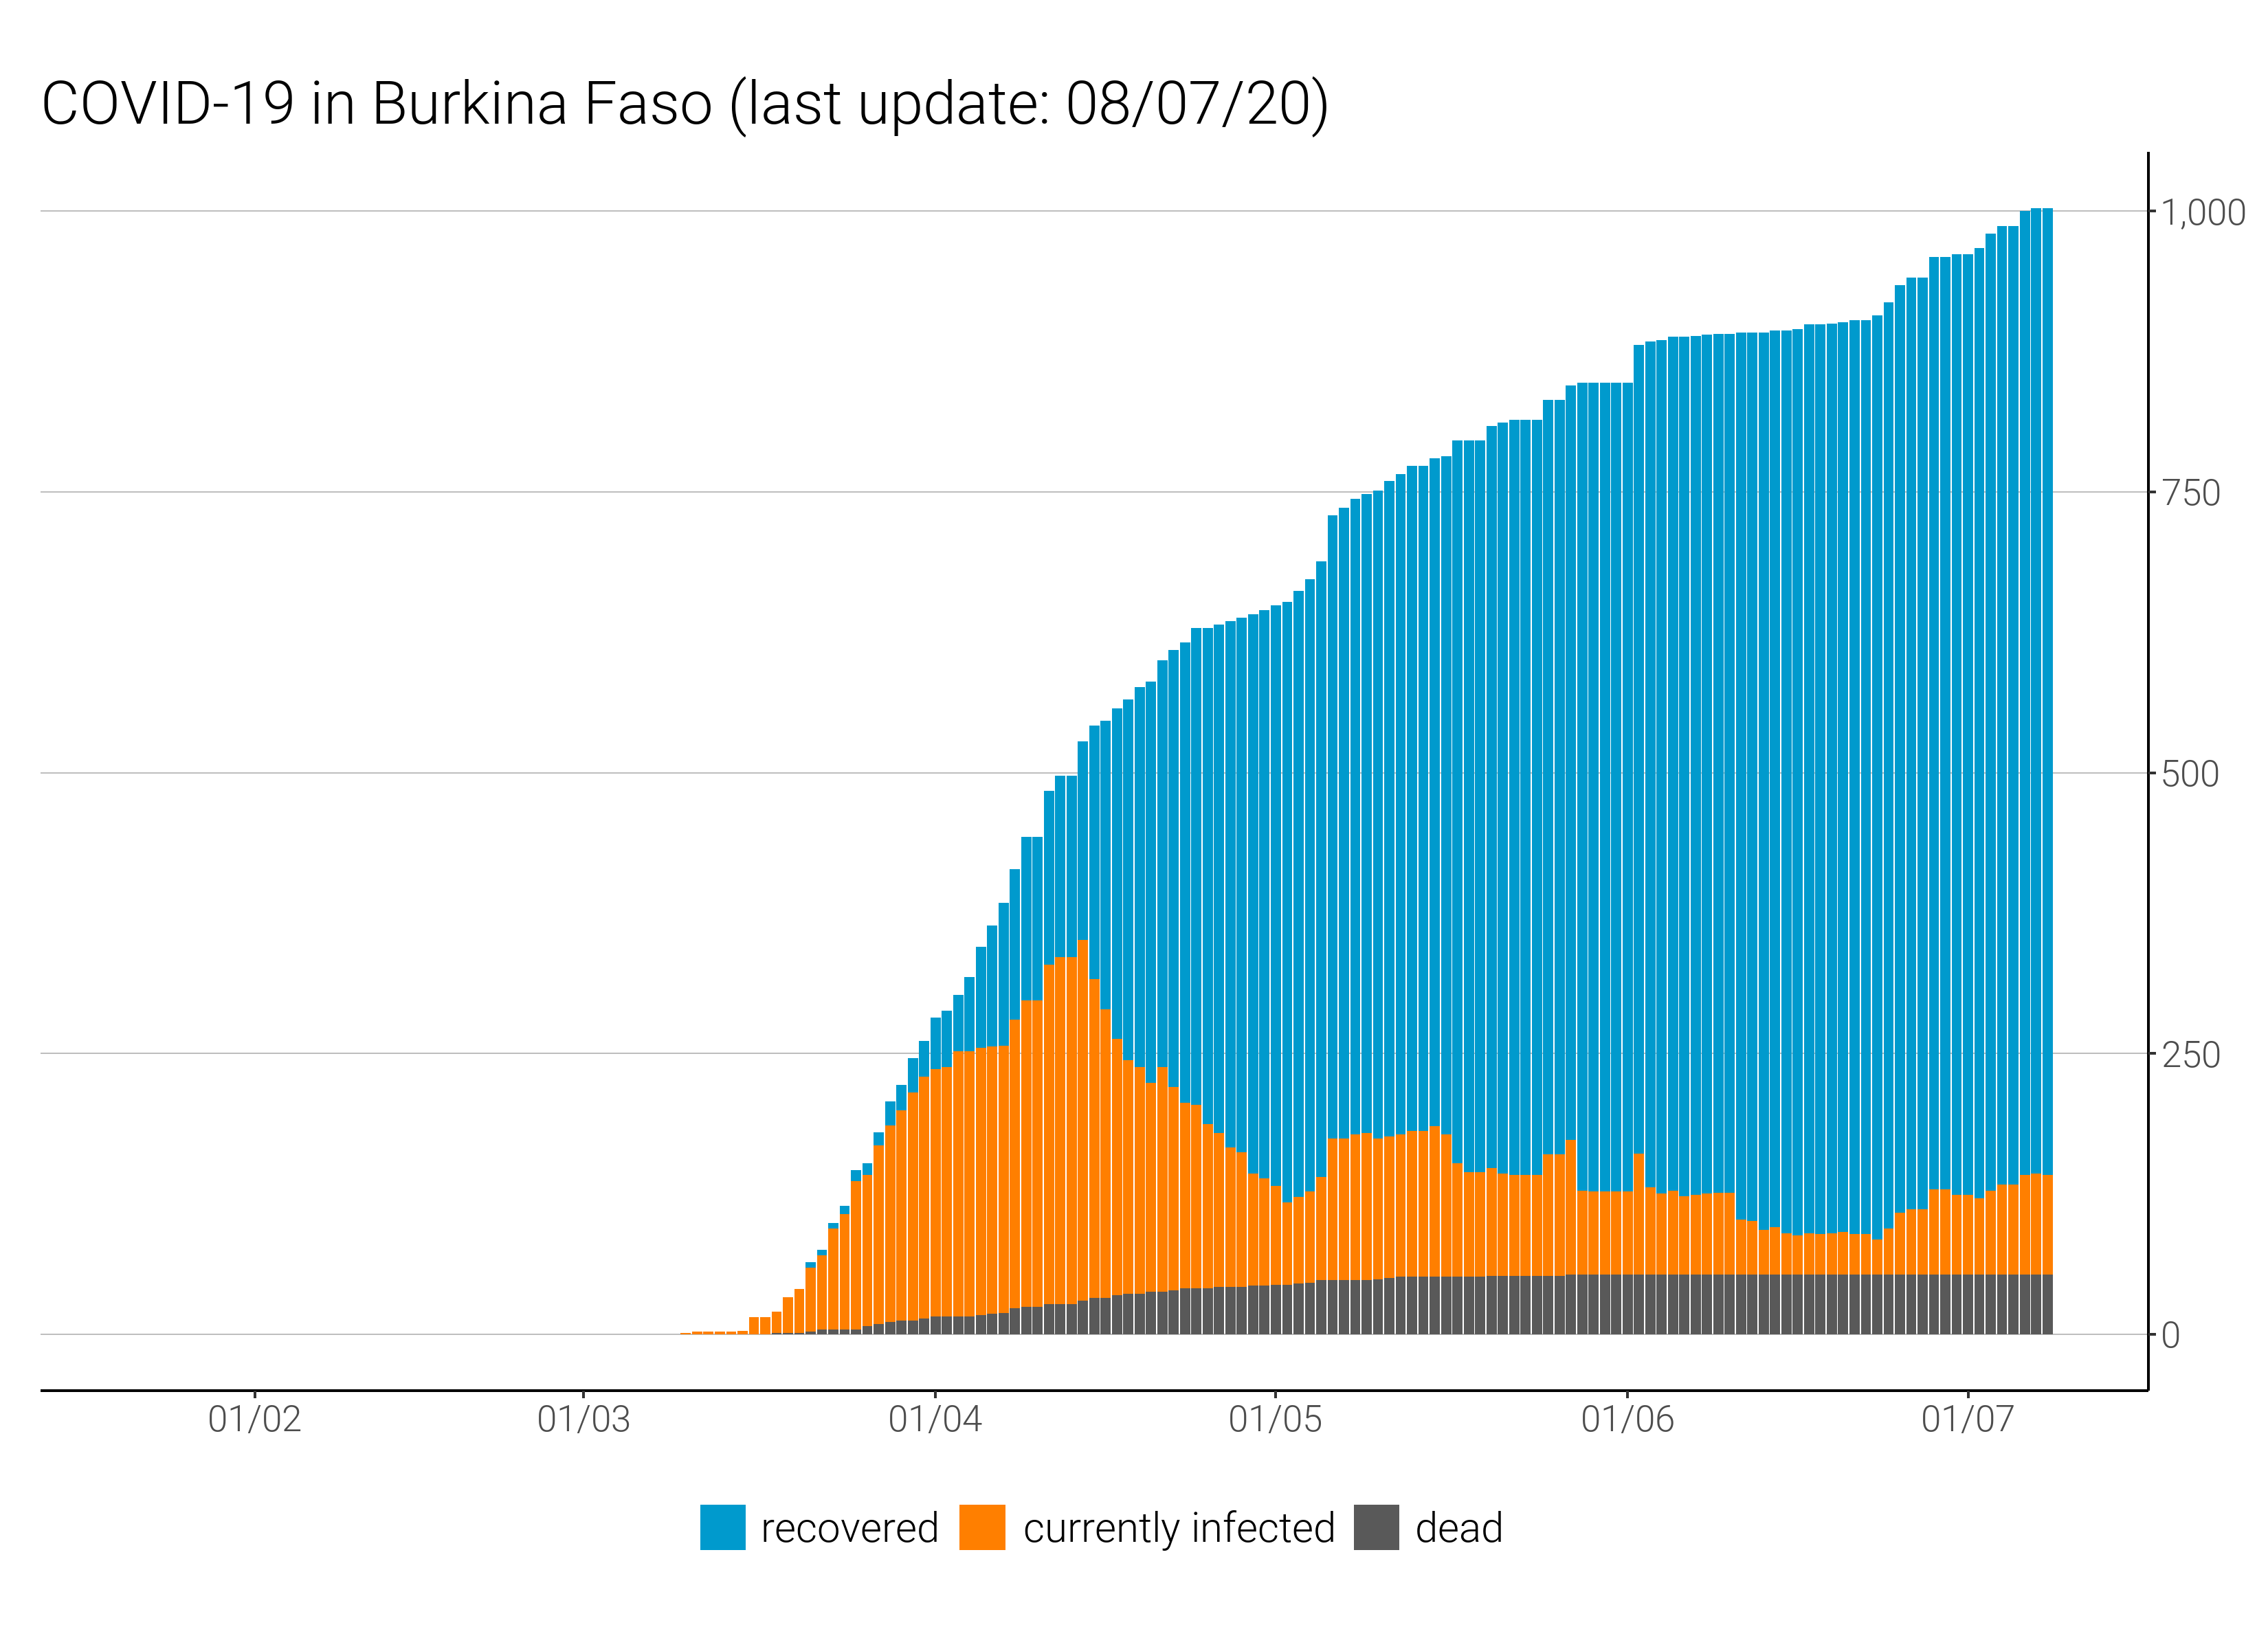 COVID-19 in Burkina Faso (last update: 08/07/20)
1,000
750
500
250
0
01/02 01/03 01/04 01/05 01/06 01/07
recovered currently infected dead